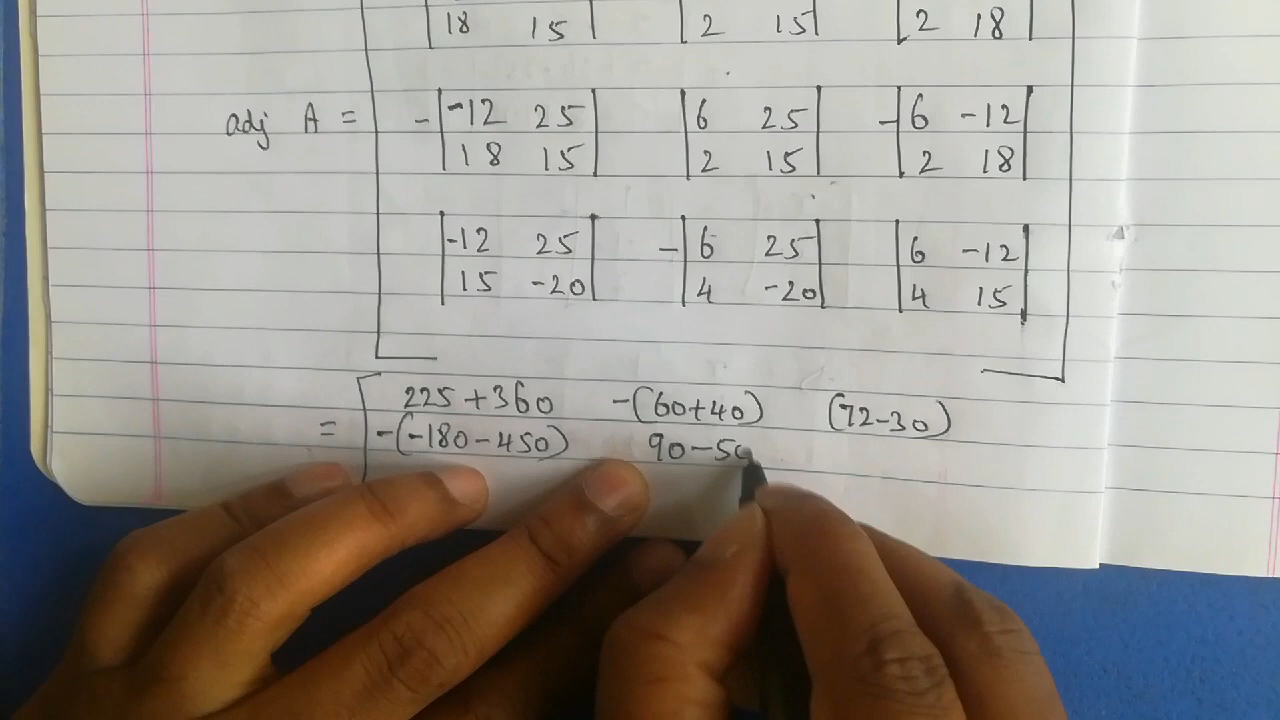 |18 15| |2 15| |2 18|
adj A = -|-12 25| |6 25| -|6 -12|
|18 15| |2 15| |2 18|
|-12 25| -|6 25| |6 -12|
|15 -20| |4 -20| |4 15|
225+360 -(60+40) (72-30)
= -(-180-450) 90-50